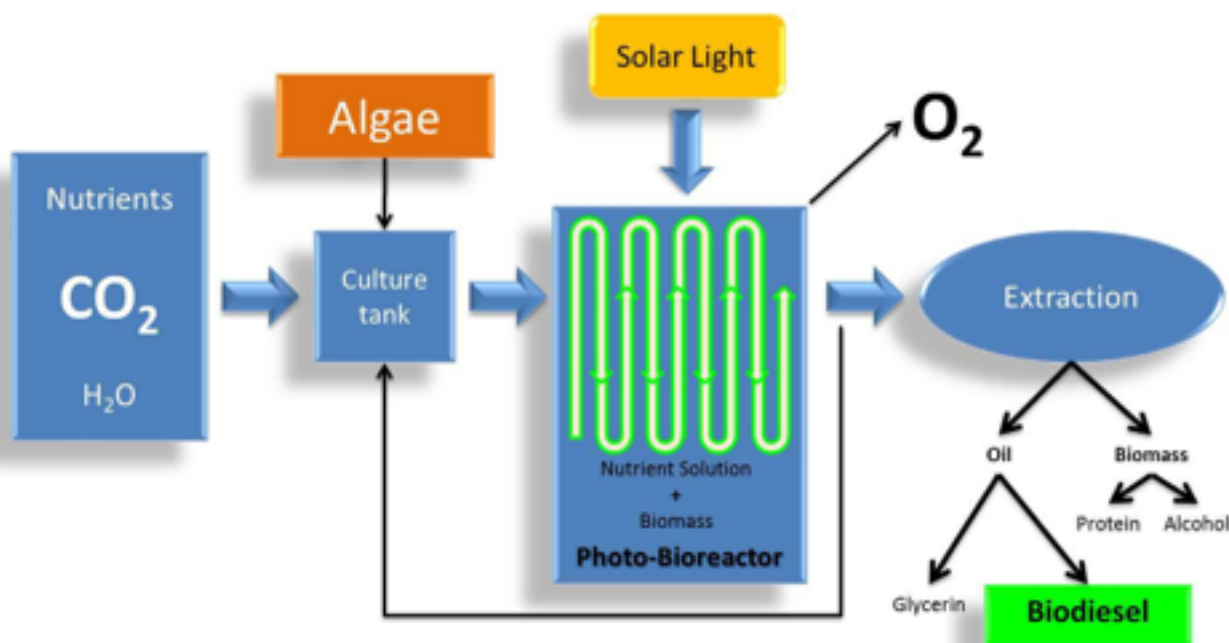 Solar Light
Algae
O₂
Nutrients
CO₂
H₂O
Culture
tank
Extraction
Nutrient Solution
+
Biomass
Photo-Bioreactor
Oil
Biomass
Protein
Alcohol
Glycerin
Biodiesel